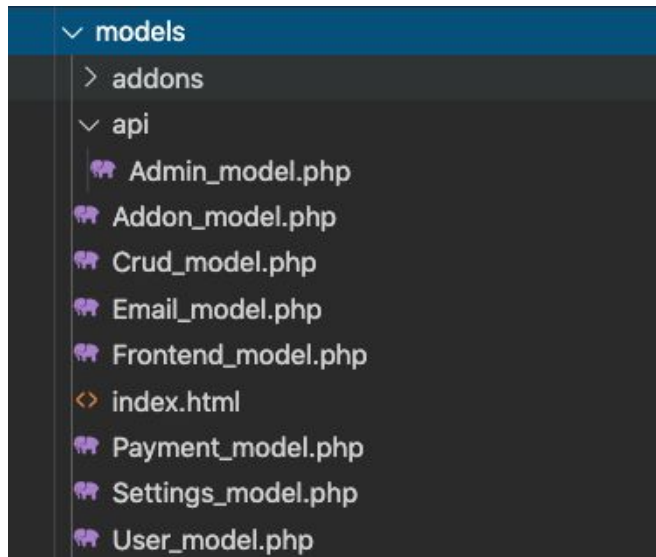 models
addons
api
Admin_model.php
Addon_model.php
Crud_model.php
Email_model.php
Frontend_model.php
index.html
Payment_model.php
Settings_model.php
User_model.php